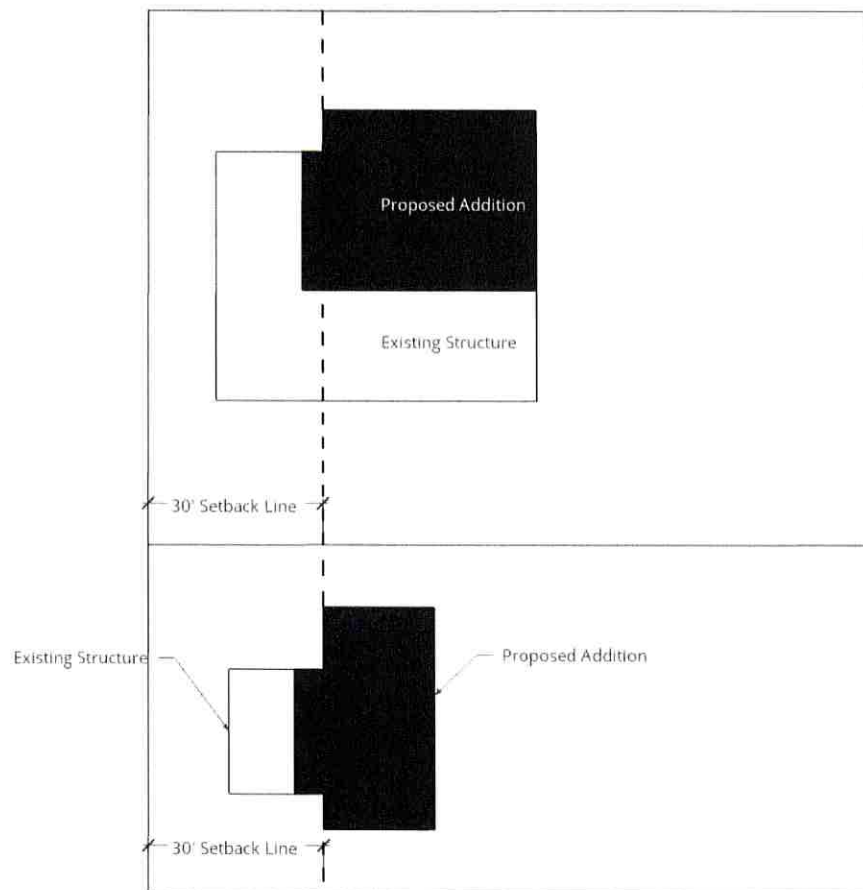 Proposed Addition
Existing Structure
30' Setback Line
Existing Structure
Proposed Addition
30' Setback Line